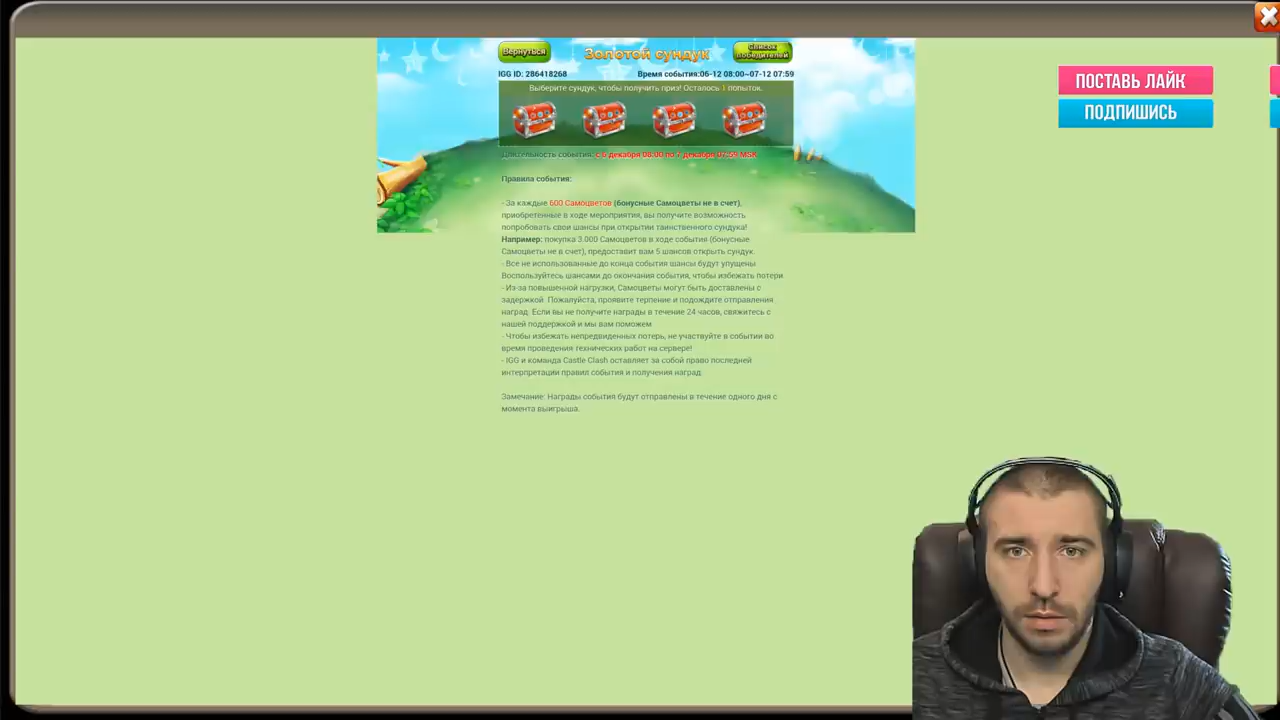 Вернуться
Золотой сундук
Список
победителей
IGG ID: 286418268
Время события:06-12 08:00~07-12 07:59
Выберите сундук, чтобы получить приз! Осталось 1 попыток.
Длительность события: с 6 декабря 08:00 по 7 декабря 07:59 MSK
Правила события:
- За каждые 600 Самоцветов (бонусные Самоцветы не в счет),
приобретенные в ходе мероприятия, вы получите возможность
попробовать свои шансы при открытии таинственного сундука!
Например: покупка 3.000 Самоцветов в ходе события (бонусные
Самоцветы не в счет), предоставит вам 5 шансов открыть сундук.
- Все не использованные до конца события шансы будут упущены.
Воспользуйтесь шансами до окончания события, чтобы избежать потери.
- Из-за повышенной нагрузки, Самоцветы могут быть доставлены с
задержкой. Пожалуйста, проявите терпение и подождите отправления
наград. Если вы не получите награды в течение 24 часов, свяжитесь с
нашей поддержкой и мы вам поможем.
- Чтобы избежать непредвиденных потерь, не участвуйте в событии во
время проведения технических работ на сервере!
- IGG и команда Castle Clash оставляет за собой право последней
интерпретации правил события и получения наград.
Замечание: Награды события будут отправлены в течение одного дня с
момента выигрыша.
ПОСТАВЬ ЛАЙК
ПОДПИШИСЬ